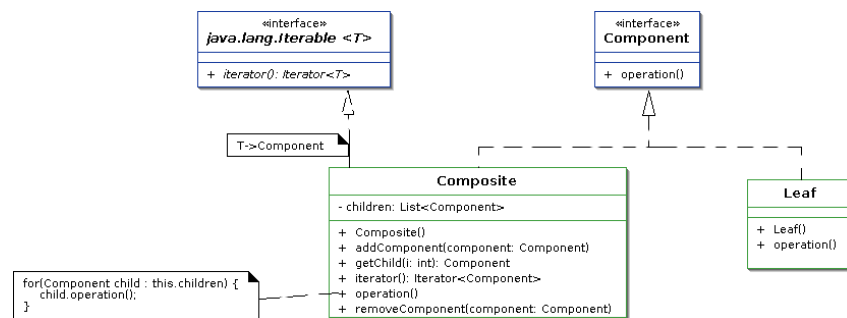 «interface»
java.lang.Iterable <T>
+ iterator(): Iterator<T>
«interface»
Component
+ operation()
T->Component
Composite
- children: List<Component>
+ Composite()
+ addComponent(component: Component)
+ getChild(i: int): Component
+ iterator(): Iterator<Component>
+ operation()
+ removeComponent(component: Component)
Leaf
+ Leaf()
+ operation()
for(Component child : this.children) {
child.operation();
}